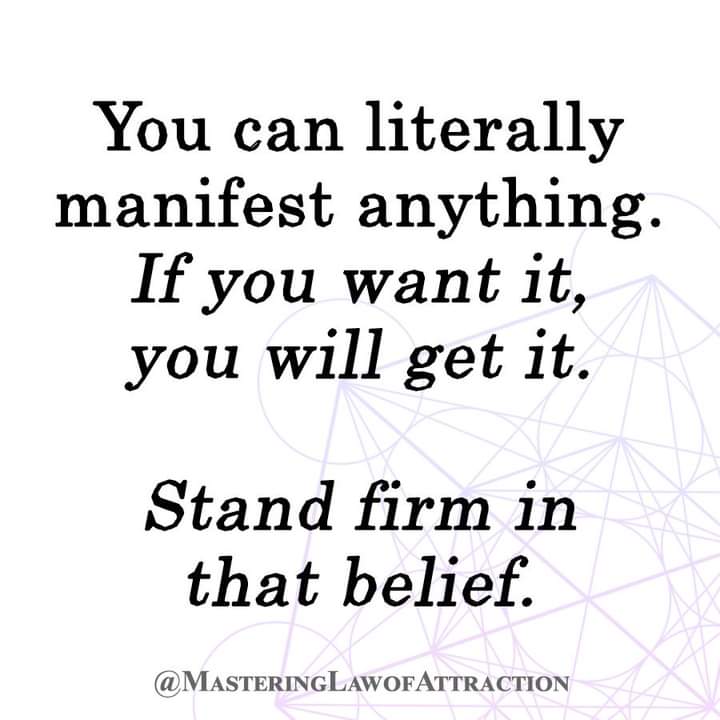 You can literally
manifest anything.
If you want it,
you will get it.
Stand firm in
that belief.
@MasteringLawofAttraction